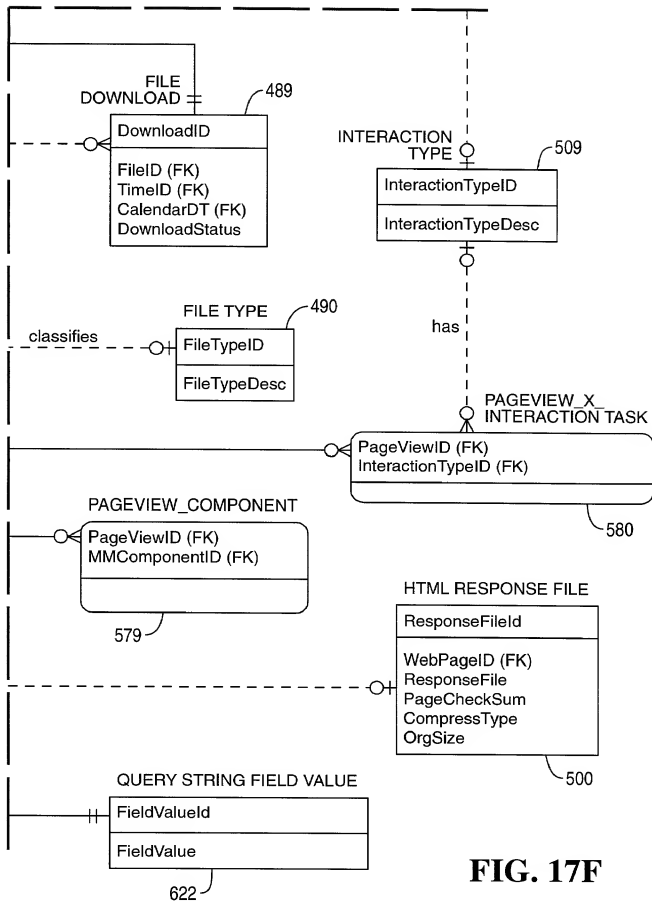 FILE
DOWNLOAD
489
DownloadID
FileID (FK)
TimeID (FK)
CalendarDT (FK)
DownloadStatus
INTERACTION
TYPE
509
InteractionTypeID
InteractionTypeDesc
FILE TYPE
490
classifies
FileTypeID
FileTypeDesc
has
PAGEVIEW_X_
INTERACTION TASK
PageViewID (FK)
InteractionTypeID (FK)
580
PAGEVIEW_COMPONENT
PageViewID (FK)
MMComponentID (FK)
579
HTML RESPONSE FILE
ResponseFileId
WebPageID (FK)
ResponseFile
PageCheckSum
CompressType
OrgSize
500
QUERY STRING FIELD VALUE
FieldValueId
FieldValue
622
FIG. 17F